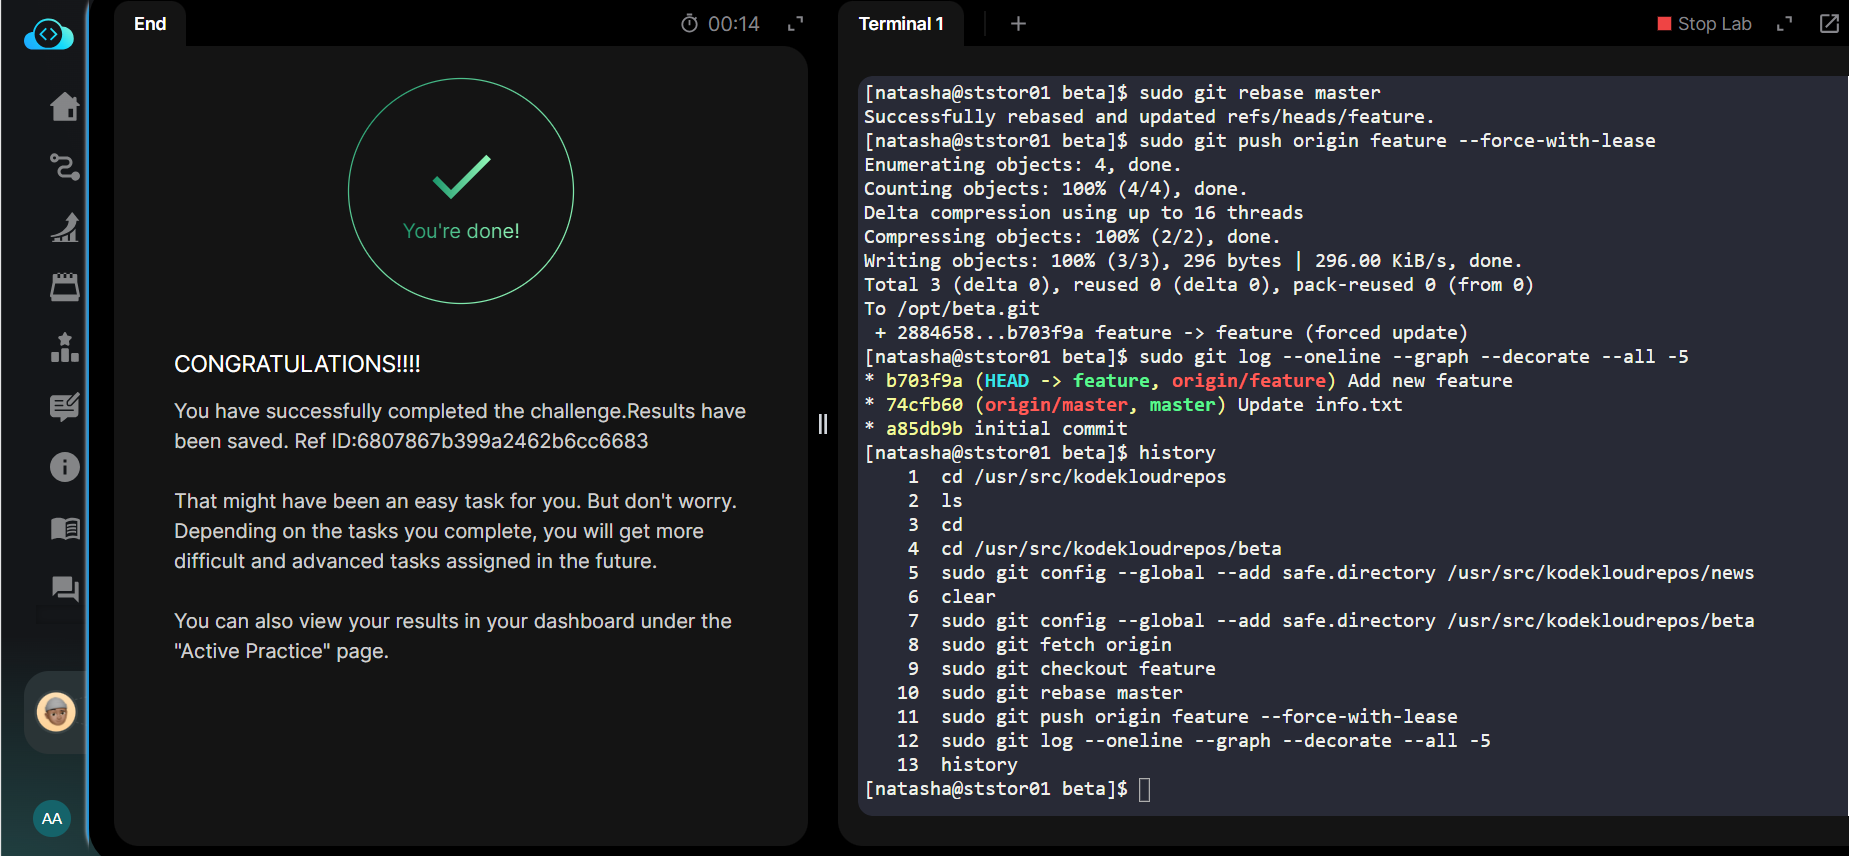 End
00:14
You're done!
CONGRATULATIONS!!!!
You have successfully completed the challenge.Results have
been saved. Ref ID:6807867b399a2462b6cc6683
That might have been an easy task for you. But don't worry.
Depending on the tasks you complete, you will get more
difficult and advanced tasks assigned in the future.
You can also view your results in your dashboard under the
"Active Practice" page.
AA
Terminal 1
+
Stop Lab
[natasha@ststor01 beta]$ sudo git rebase master
Successfully rebased and updated refs/heads/feature.
[natasha@ststor01 beta]$ sudo git push origin feature --force-with-lease
Enumerating objects: 4, done.
Counting objects: 100% (4/4), done.
Delta compression using up to 16 threads
Compressing objects: 100% (2/2), done.
Writing objects: 100% (3/3), 296 bytes | 296.00 KiB/s, done.
Total 3 (delta 0), reused 0 (delta 0), pack-reused 0 (from 0)
To /opt/beta.git
 + 2884658...b703f9a feature -> feature (forced update)
[natasha@ststor01 beta]$ sudo git log --oneline --graph --decorate --all -5
* b703f9a (HEAD -> feature, origin/feature) Add new feature
* 74cfb60 (origin/master, master) Update info.txt
* a85db9b initial commit
[natasha@ststor01 beta]$ history
    1  cd /usr/src/kodekloudrepos
    2  ls
    3  cd
    4  cd /usr/src/kodekloudrepos/beta
    5  sudo git config --global --add safe.directory /usr/src/kodekloudrepos/news
    6  clear
    7  sudo git config --global --add safe.directory /usr/src/kodekloudrepos/beta
    8  sudo git fetch origin
    9  sudo git checkout feature
   10  sudo git rebase master
   11  sudo git push origin feature --force-with-lease
   12  sudo git log --oneline --graph --decorate --all -5
   13  history
[natasha@ststor01 beta]$